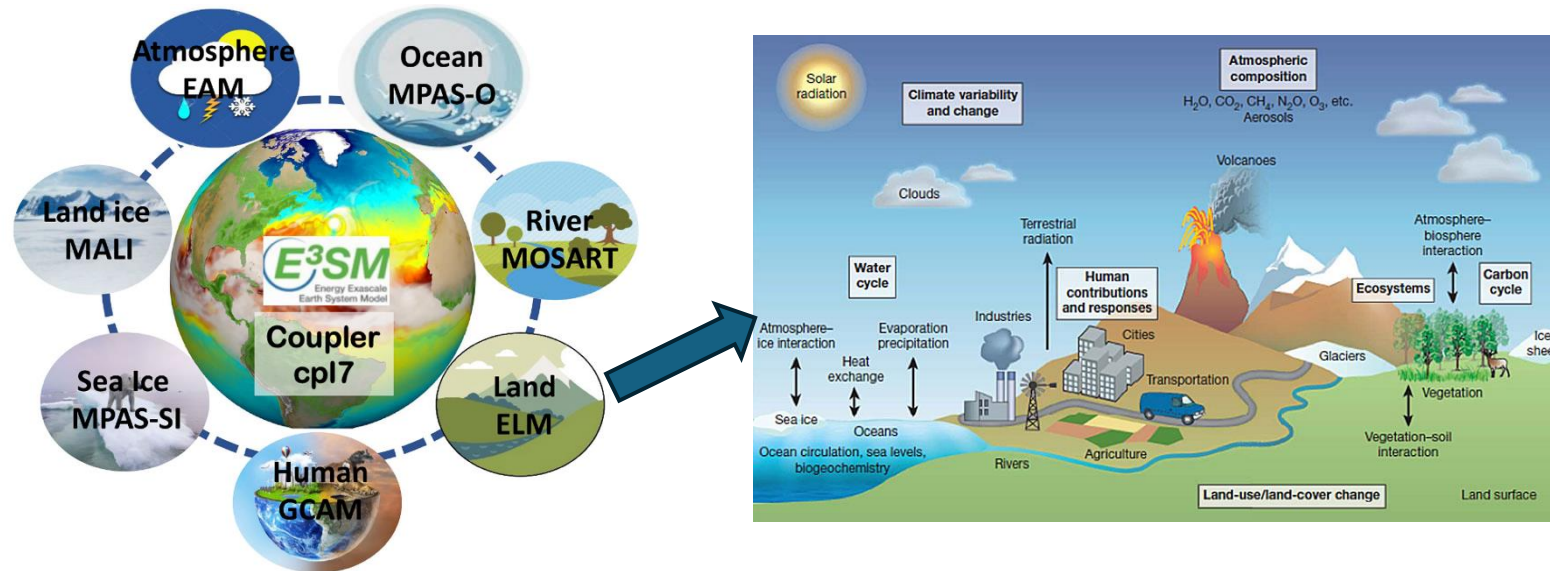 Atmosphere
EAM
Ocean
MPAS-O
Land ice
MALI
River
MOSART
E³SM
Energy Exascale
Earth System Model
Coupler
cpl7
Sea Ice
MPAS-SI
Land
ELM
Human
GCAM
Solar
radiation
Climate variability
and change
Atmospheric
composition
H₂O, CO₂, CH₄, N₂O, O₃, etc.
Aerosols
Clouds
Volcanoes
Terrestrial
radiation
Atmosphere–
biosphere
interaction
Water
cycle
Human
contributions
and responses
Ecosystems
Carbon
cycle
Atmosphere–
ice interaction
Evaporation
precipitation
Heat
exchange
Industries
Cities
Transportation
Glaciers
Ice
shee
Vegetation
Sea ice
Oceans
Ocean circulation, sea levels,
biogeochemistry
Rivers
Agriculture
Vegetation–soil
interaction
Land-use/land-cover change
Land surface